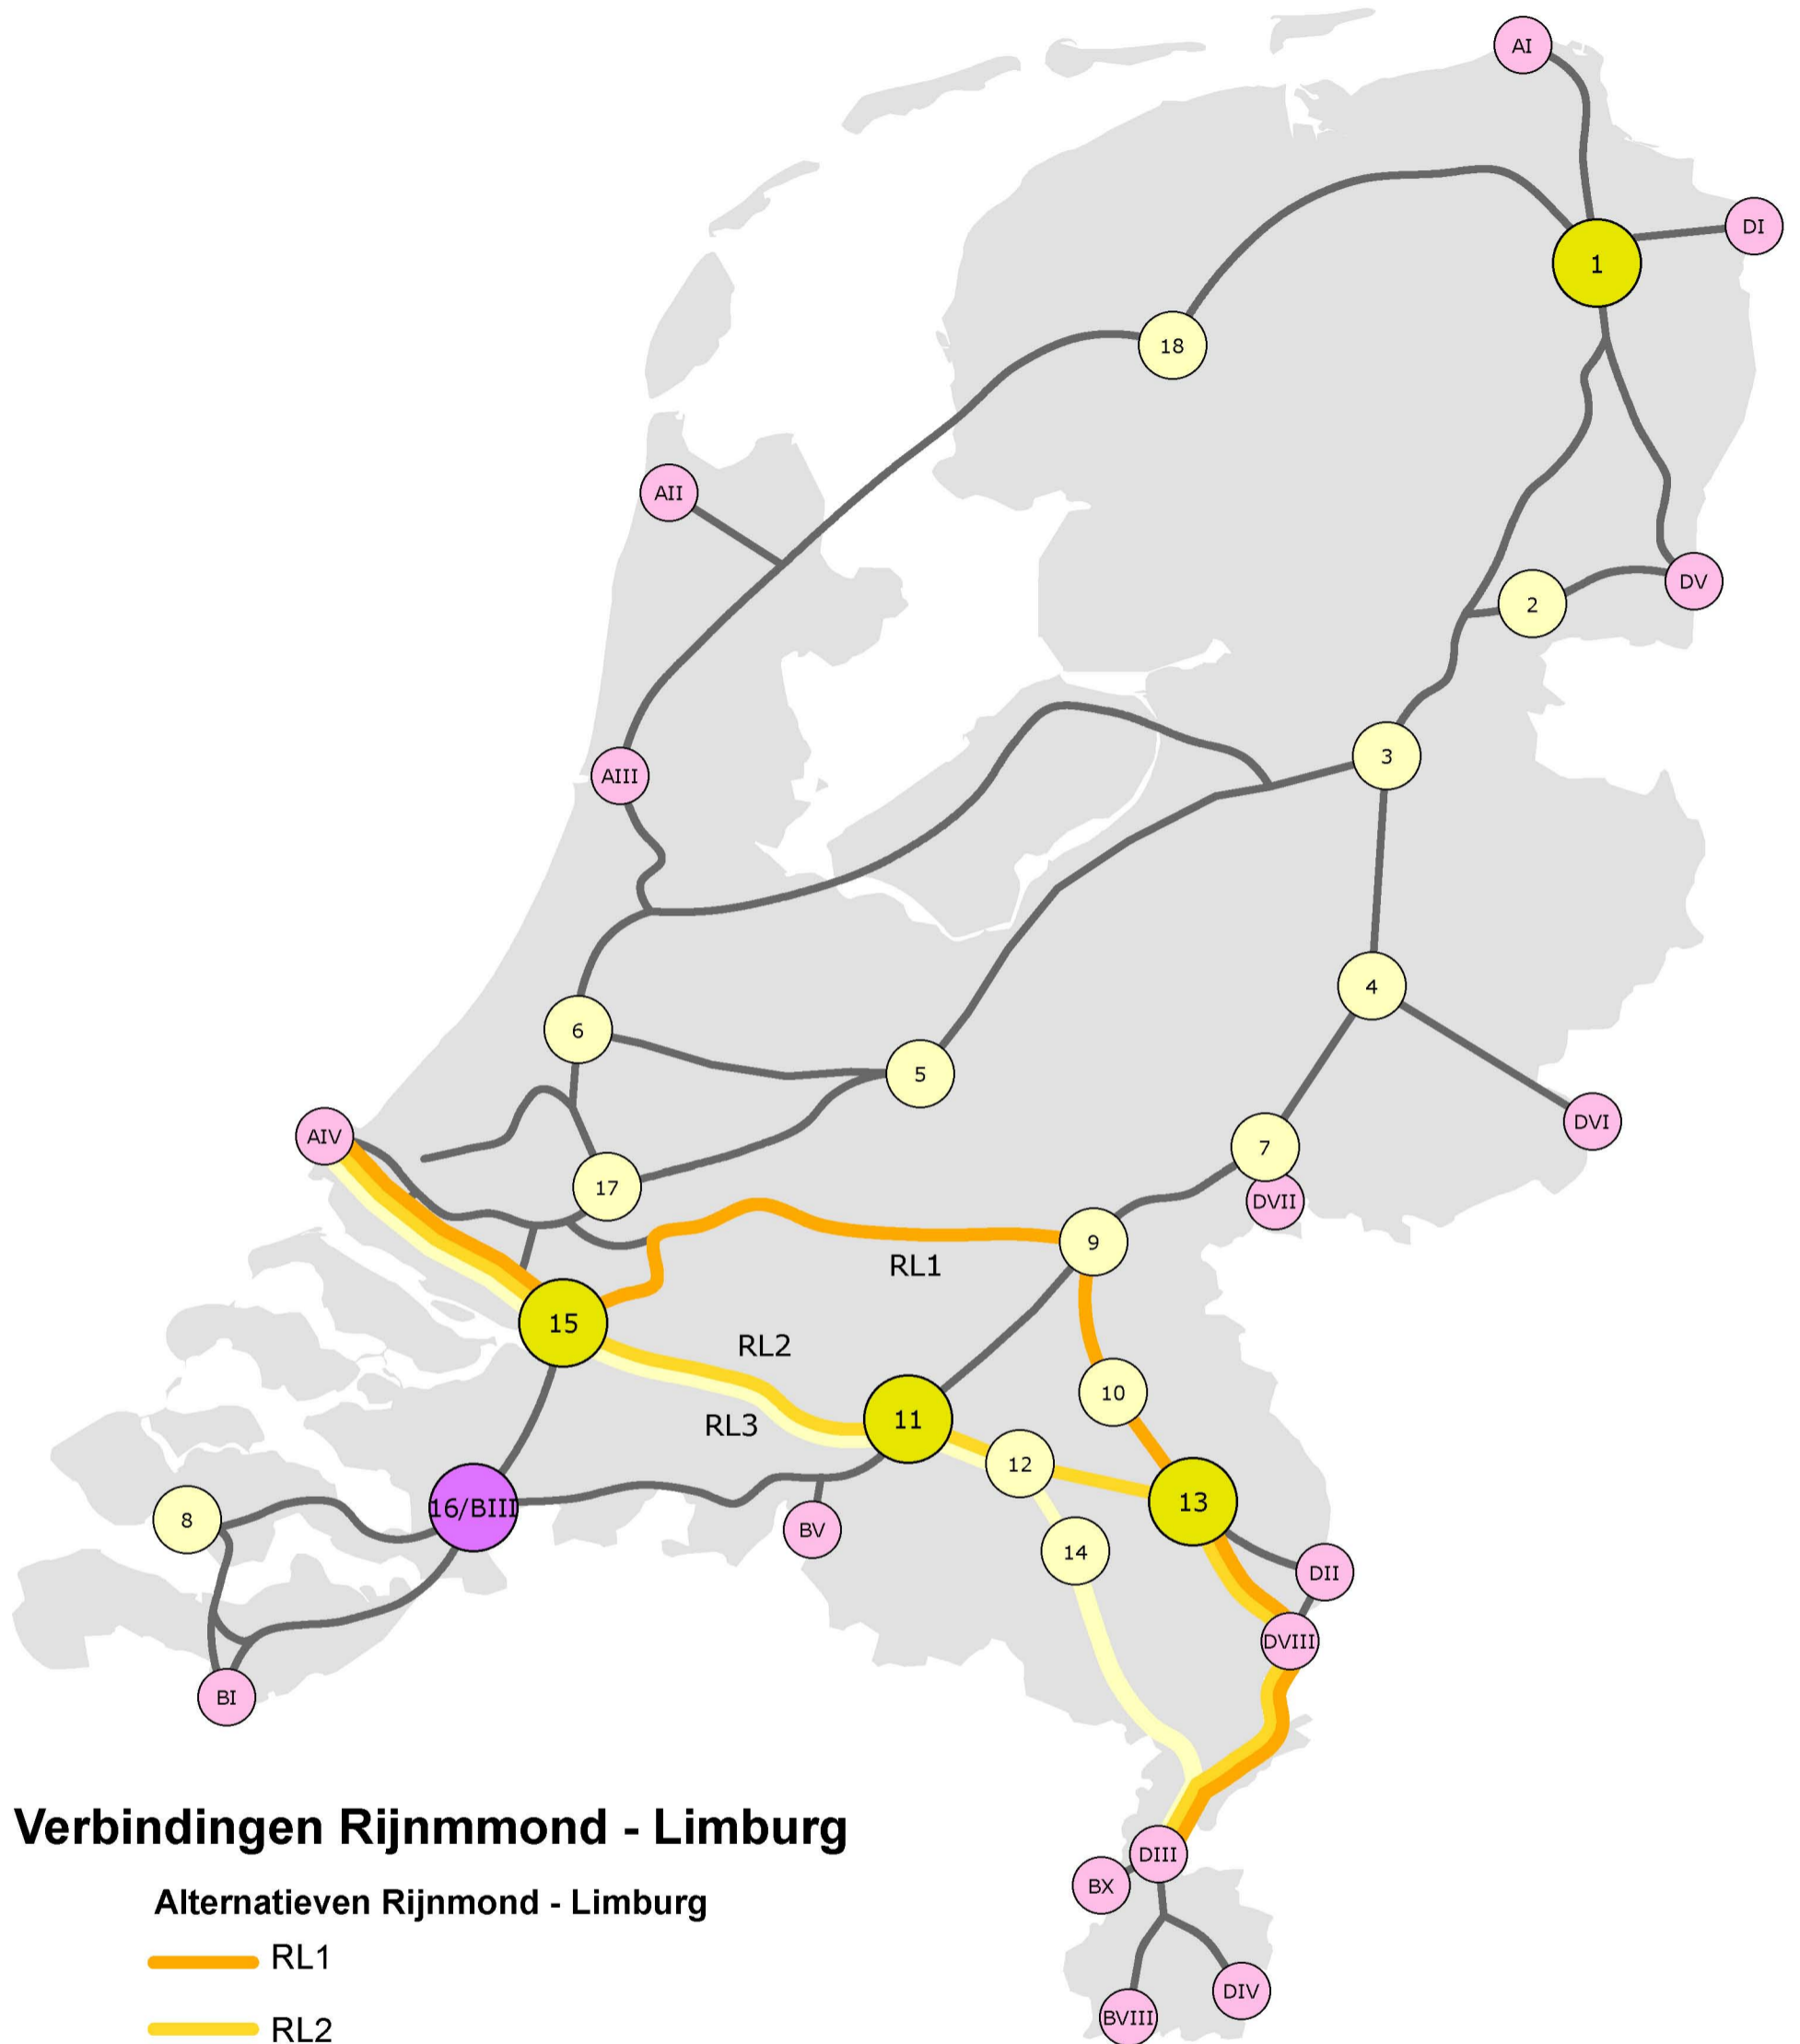 AI
DI
1
18
AII
DV
2
3
AIII
4
6
5
DVI
AIV
7
17
DVII
9
RL1
15
RL2
10
11
RL3
12
13
16/BIII
8
BV
14
DII
DVIII
BI
Verbindingen Rijnmmond - Limburg
DIII
BX
Alternatieven Rijnmond - Limburg
RL1
DIV
BVIII
RL2